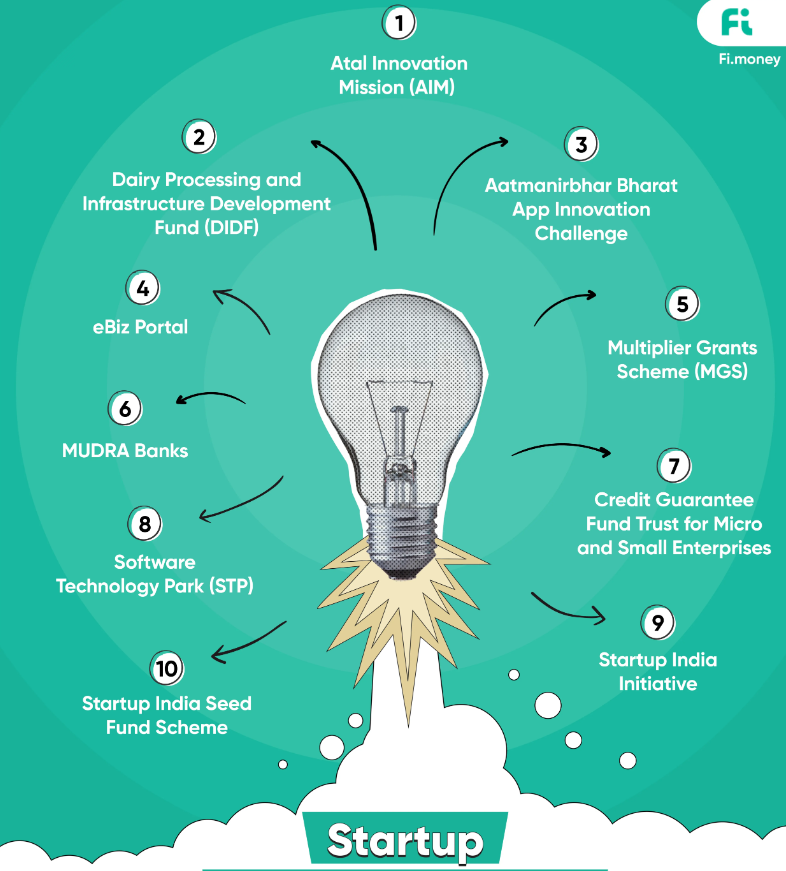 Fi
Fi.money
1
Atal Innovation
Mission (AIM)
2
Dairy Processing and
Infrastructure Development
Fund (DIDF)
3
Aatmanirbhar Bharat
App Innovation
Challenge
4
eBiz Portal
5
Multiplier Grants
Scheme (MGS)
6
MUDRA Banks
7
Credit Guarantee
Fund Trust for Micro
and Small Enterprises
8
Software
Technology Park (STP)
9
Startup India
Initiative
10
Startup India Seed
Fund Scheme
Startup